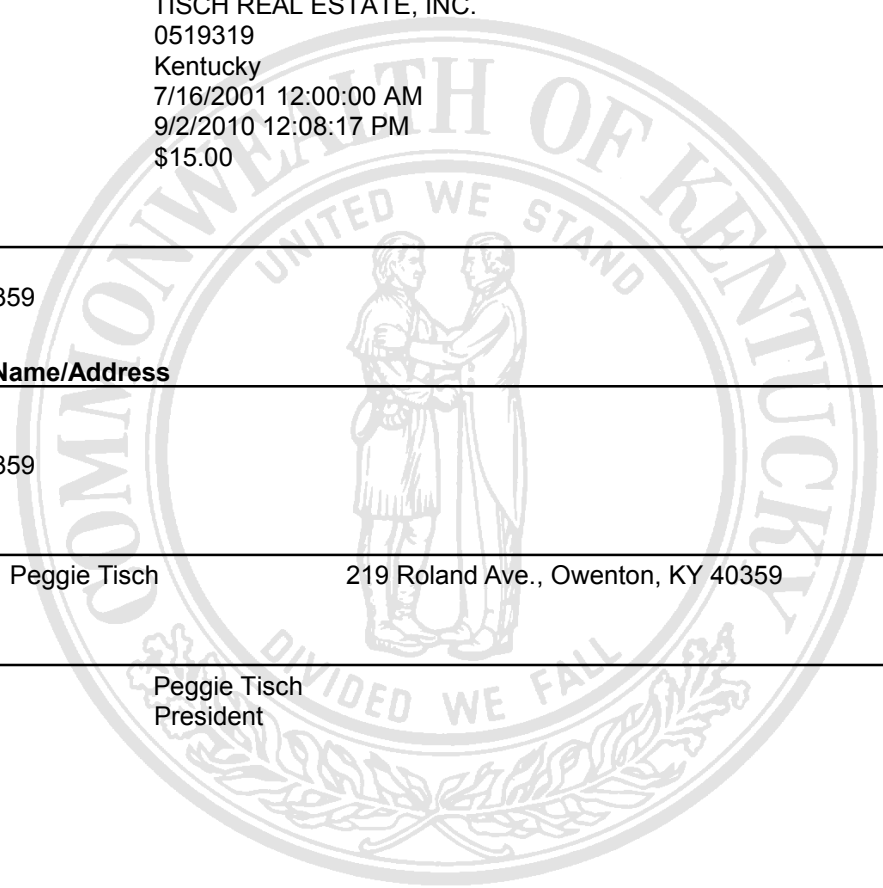 TISCH REAL ESTATE, INC.
0519319
Kentucky
7/16/2001 12:00:00 AM
9/2/2010 12:08:17 PM
$15.00
359
Name/Address
359
Peggie Tisch 219 Roland Ave., Owenton, KY 40359
Peggie Tisch
President
COMMONWEALTH OF KENTUCKY
UNITED WE STAND
DIVIDED WE FALL